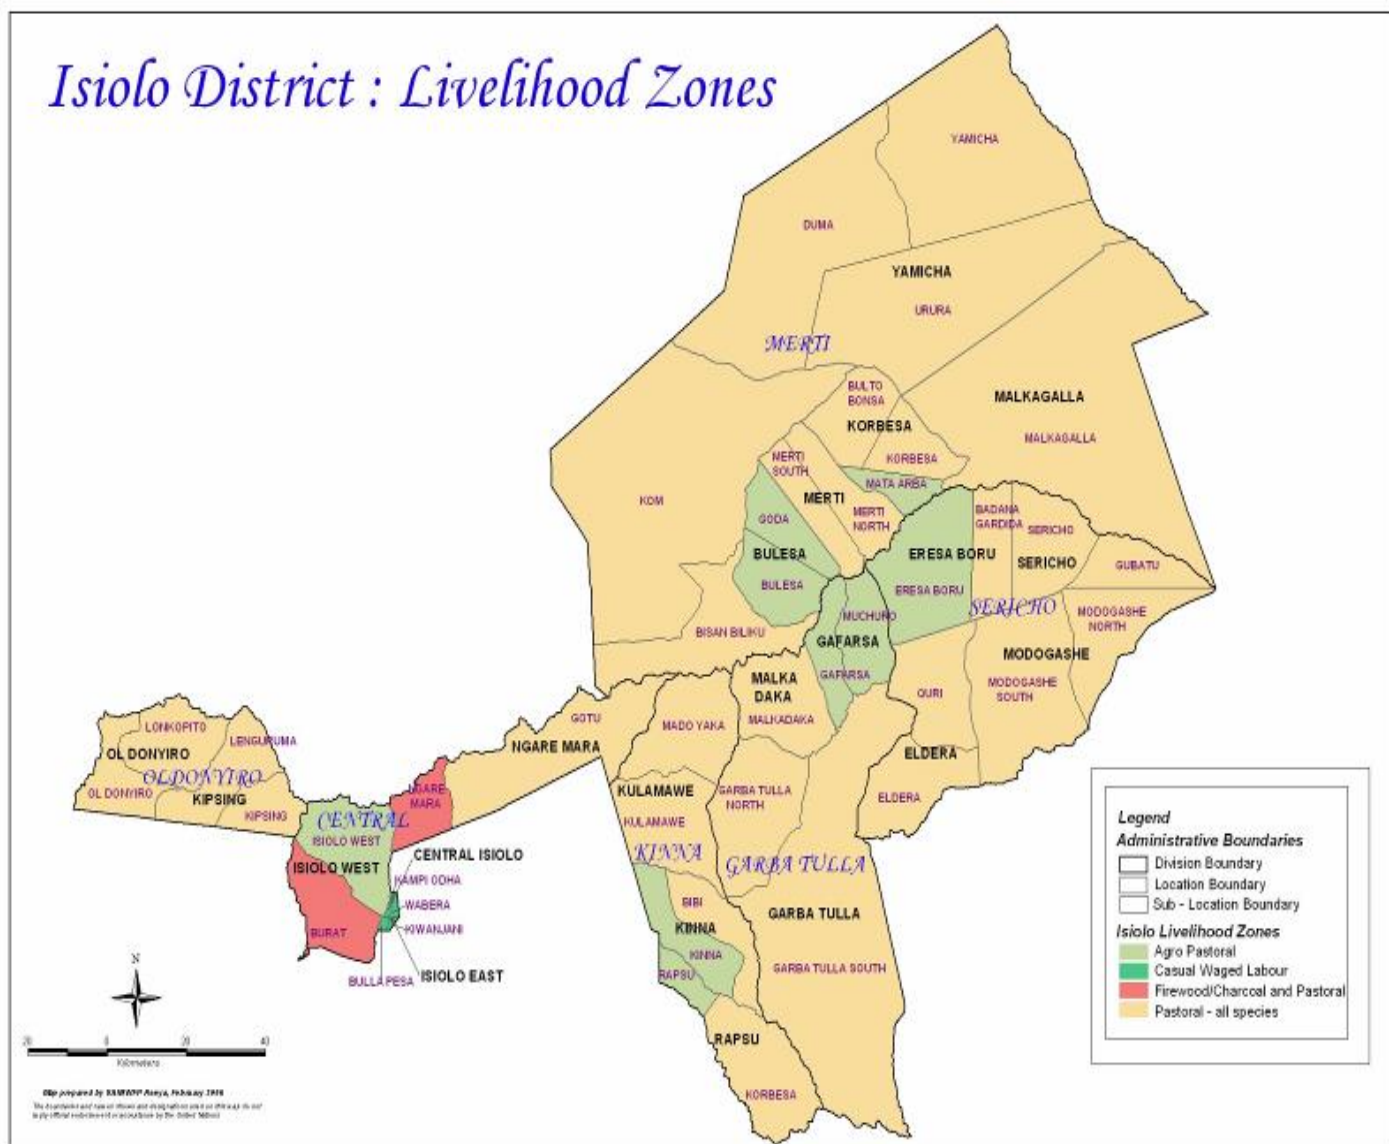 Isiolo District : Livelihood Zones
YAMICHA
DUMA
YAMICHA
URURA
MERTI
BULTO
BONSA
MALKAGALLA
KORBESA
MALKAGALLA
MERTI
SOUTH
KORBESA
MATA ARBA
KOM
MERTI
GODA
MERTI
NORTH
BADANA
GARDIDA
SERICHO
BULESA
ERESA BORU
SERICHO
GUBATU
BULESA
ERESA BORU
SERICHO
MUCHURO
MODOGASHE
NORTH
BISAN BILIKU
GAFARSA
MODOGASHE
GAFARSA
MALKA
DAKA
MODOGASHE
SOUTH
QURI
MALKADAKA
GOTU
MADO YAKA
LONKOPITO
LENGURUMA
NGARE MARA
OL DONYIRO
ELDERA
OLDONYIRO
OL DONYIRO
KIPSING
KIPSING
NGARE
MARA
KULAMAWE
GARBA TULLA
NORTH
ELDERA
CENTRAL
ISIOLO WEST
KULAMAWE
KINNA
GARBA TULLA
CENTRAL ISIOLO
ISIOLO WEST
KAMPI ODHA
WABERA
BIBI
GARBA TULLA
KIWANJANI
BURAT
KINNA
KINNA
RAPSU
GARBA TULLA SOUTH
BULLA PESA
ISIOLO EAST
RAPSU
KORBESA
Legend
Administrative Boundaries
Division Boundary
Location Boundary
Sub - Location Boundary
Isiolo Livelihood Zones
Agro Pastoral
Casual Waged Labour
Firewood/Charcoal and Pastoral
Pastoral - all species
N
20 0 20 40
Kilometers